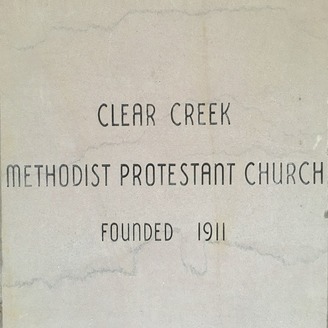 CLEAR CREEK
METHODIST PROTESTANT CHURCH
FOUNDED 1911